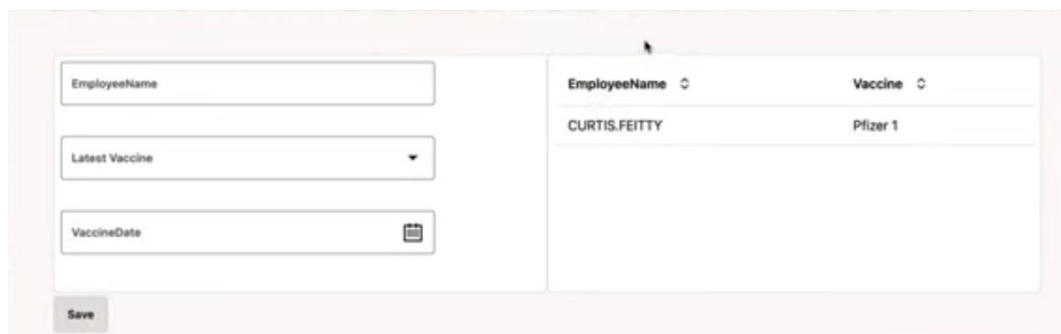 EmployeeName
Latest Vaccine
VaccineDate
Save
EmployeeName Vaccine
CURTIS.FEITTY Pfizer 1